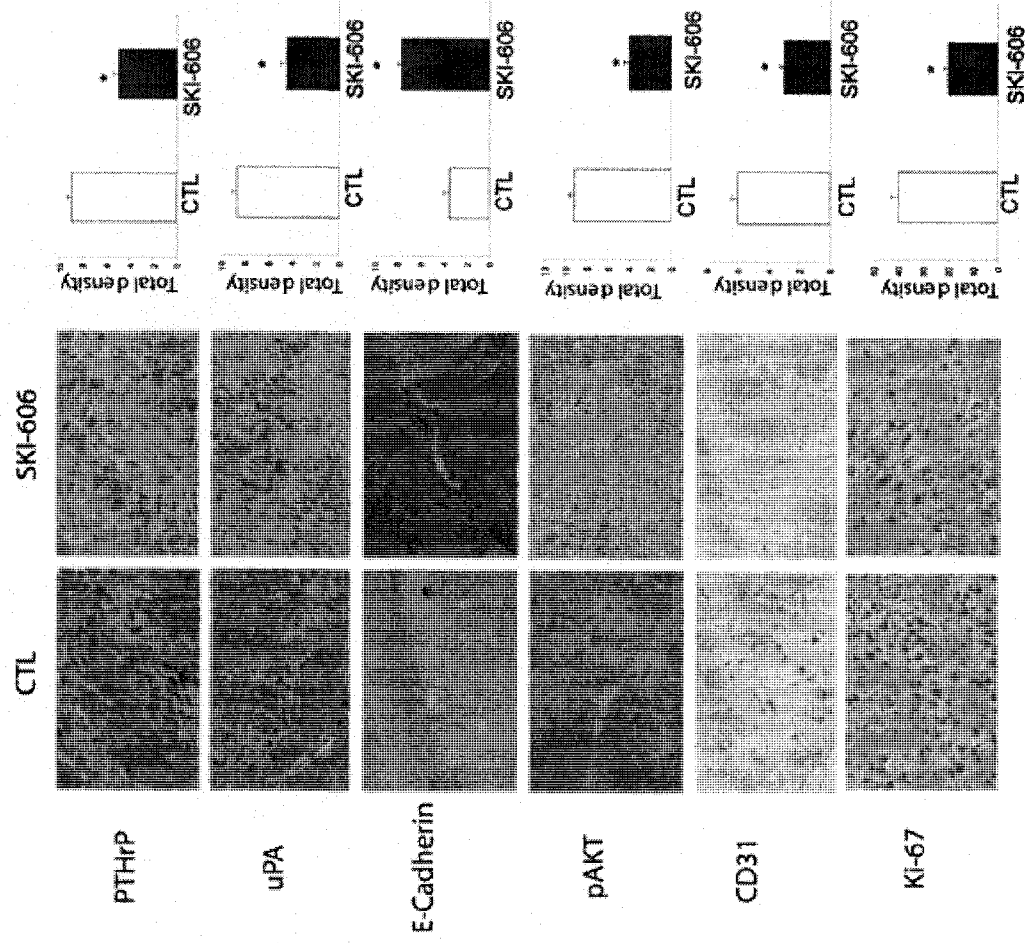 CTL
SKI-606
PTHrP
Total density
CTL
SKI-606
*
uPA
Total density
CTL
SKI-606
*
E-Cadherin
Total density
CTL
SKI-606
*
pAKT
Total density
CTL
SKI-606
*
CD31
Total density
CTL
SKI-606
*
Ki-67
Total density
CTL
SKI-606
*